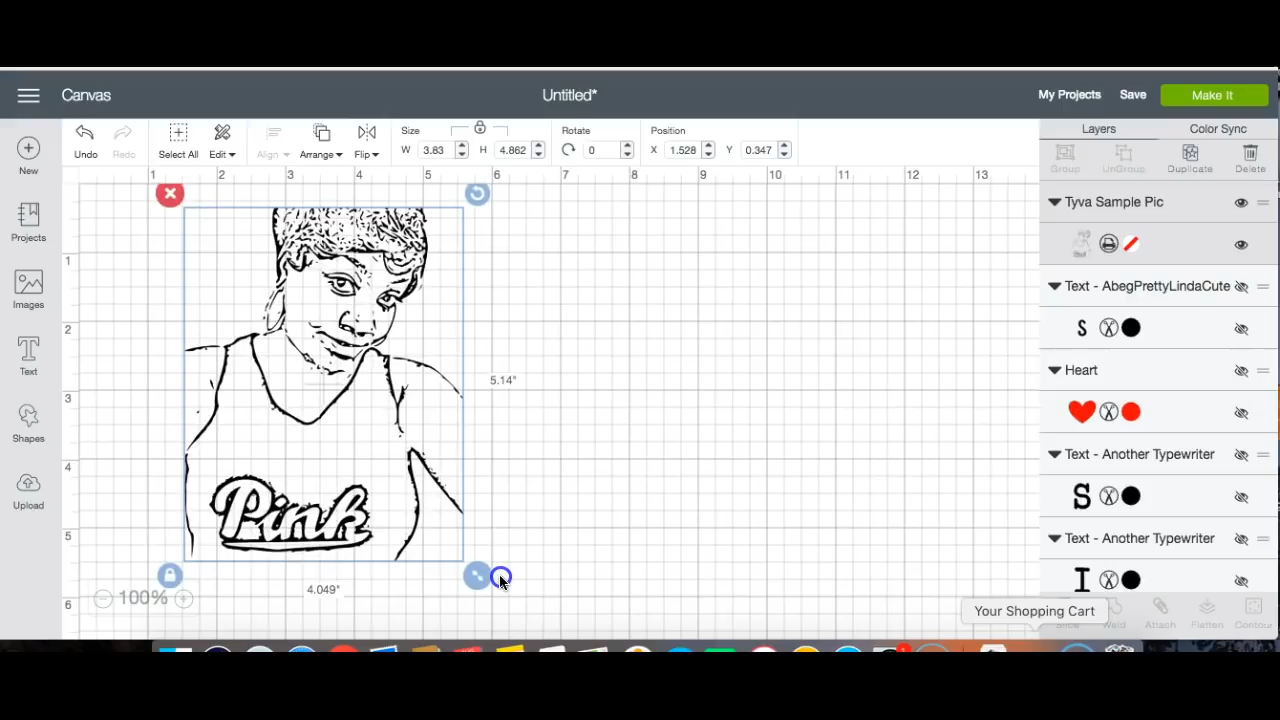 Canvas
Untitled*
My Projects
Save
Make It
Undo
Redo
Select All
Edit
Align
Arrange
Flip
Size
W 3.83
H 4.862
Rotate
0
Position
X 1.528
Y 0.347
Layers
Color Sync
Group
UnGroup
Duplicate
Delete
New
Projects
Images
Text
Shapes
Upload
1 2 3 4 5 6 7 8 9 10 11 12 13
1
2
3
4
5
6
Pink
5.14"
4.049"
100%
Tyva Sample Pic
Text - AbegPrettyLindaCute
S
Heart
Text - Another Typewriter
S
Text - Another Typewriter
I
Your Shopping Cart
Slice
Weld
Attach
Flatten
Contour